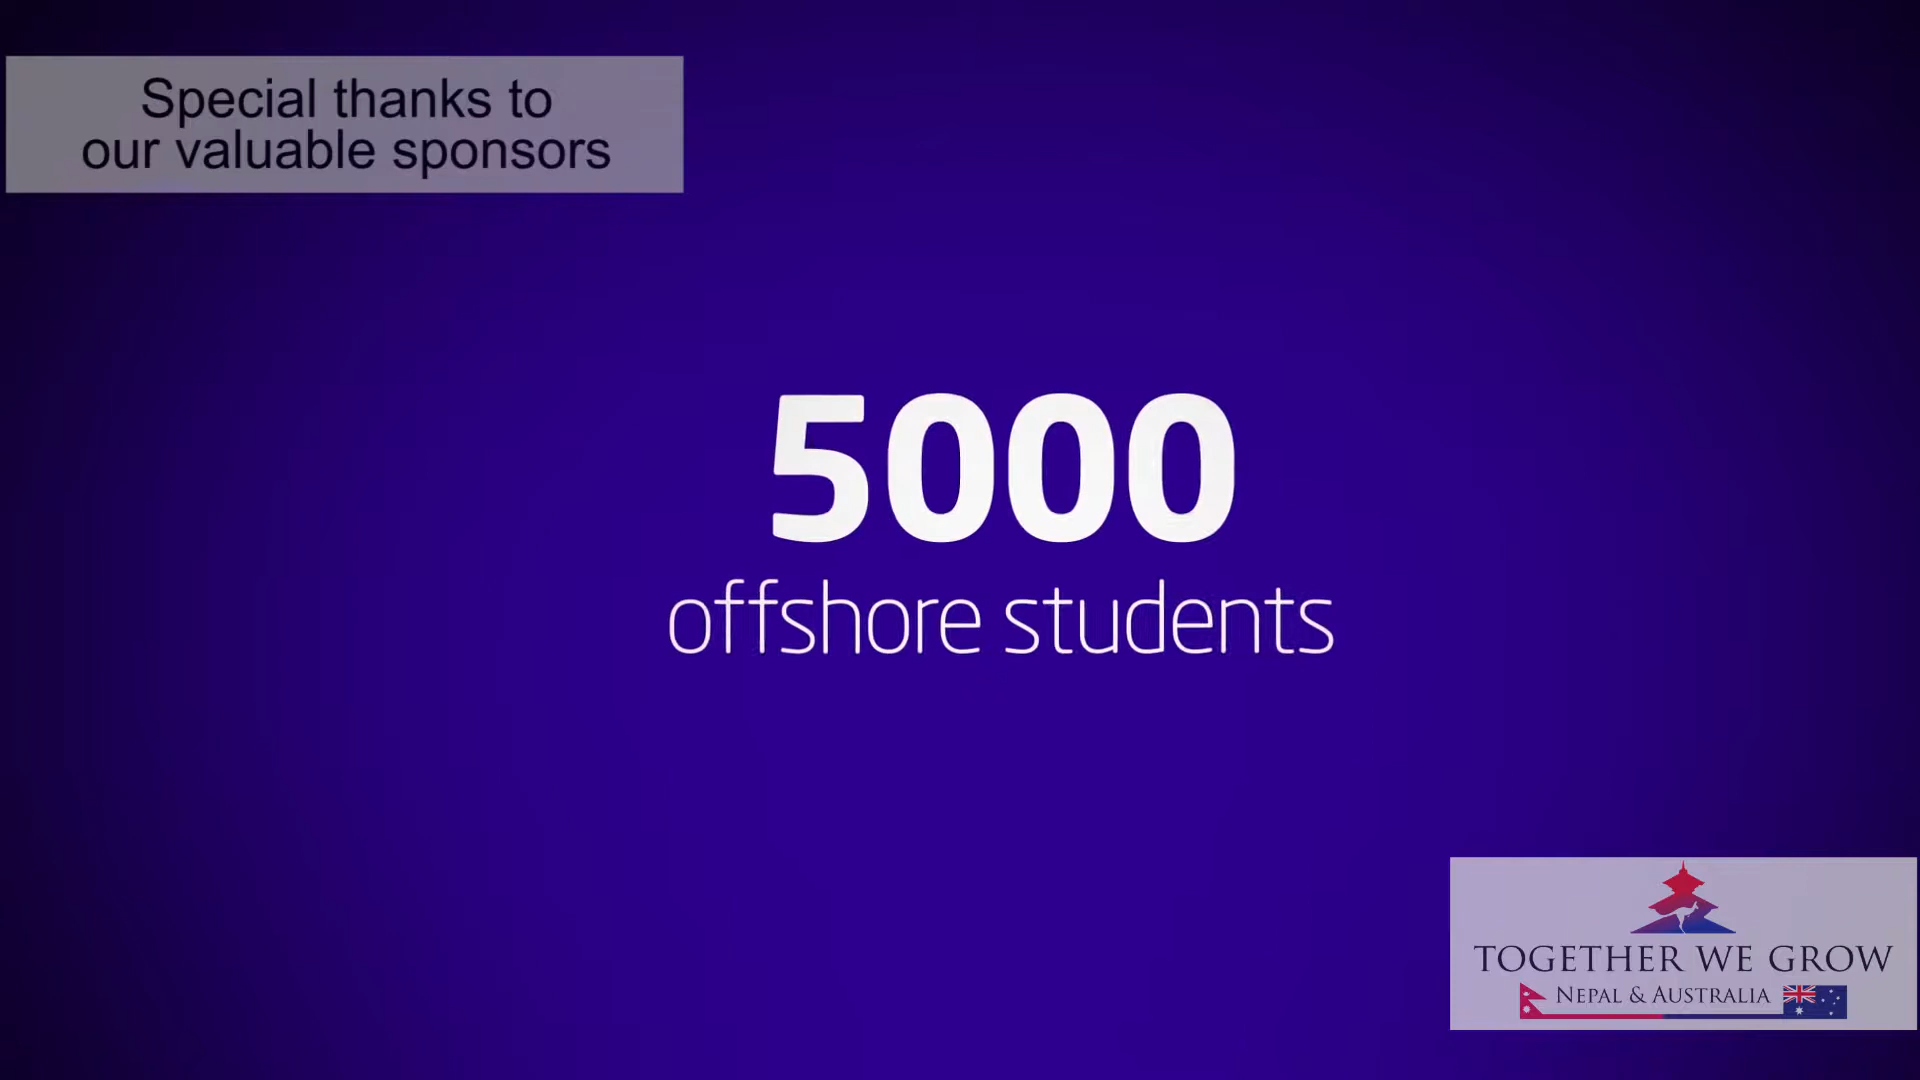 Special thanks to
our valuable sponsors
5000
offshore students
TOGETHER WE GROW
NEPAL & AUSTRALIA